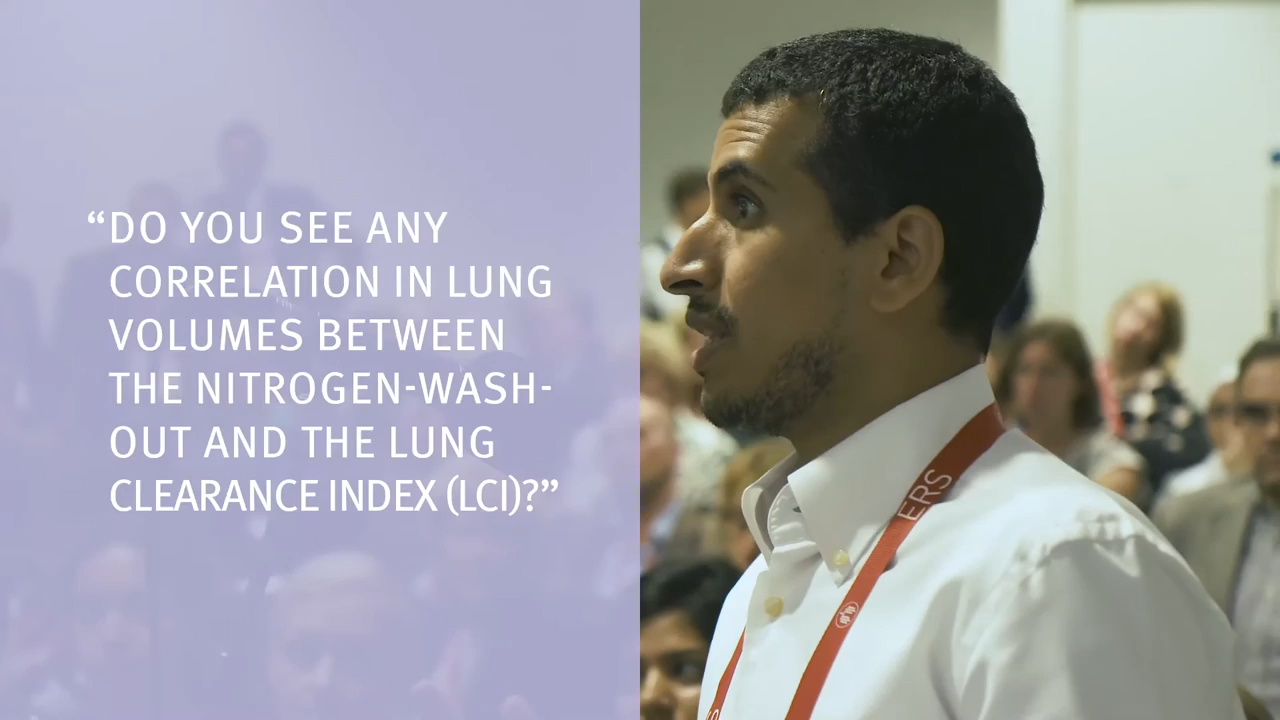 “DO YOU SEE ANY
CORRELATION IN LUNG
VOLUMES BETWEEN
THE NITROGEN-WASH-
OUT AND THE LUNG
CLEARANCE INDEX (LCI)?”
ERS